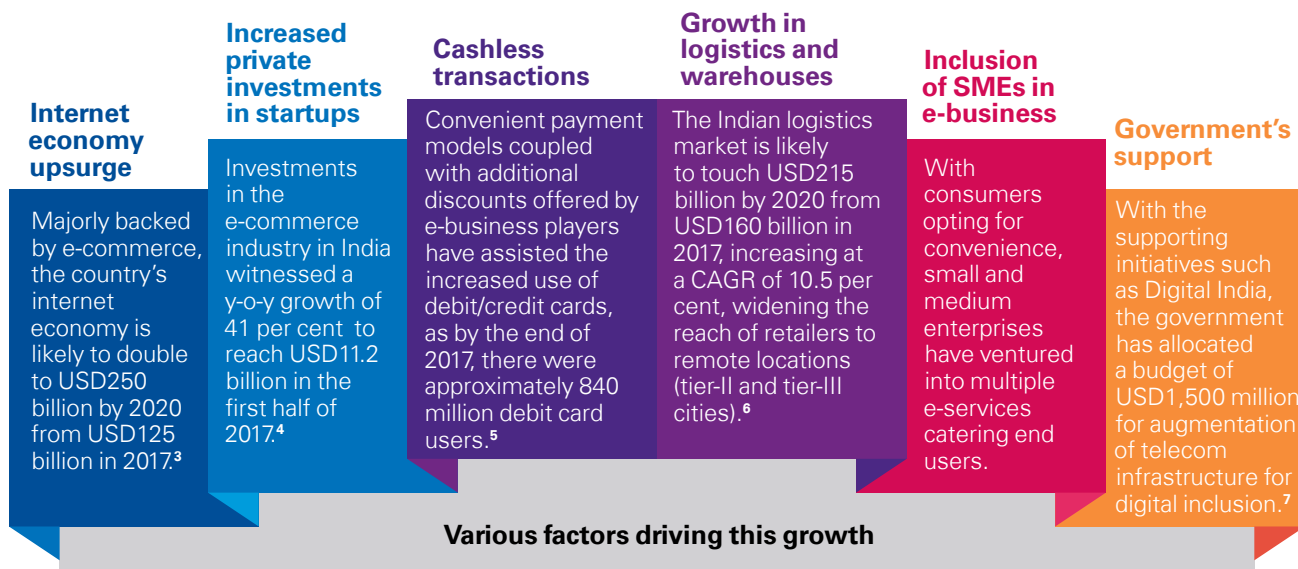 Internet
economy
upsurge
Majorly backed
by e-commerce,
the country’s
internet
economy is
likely to double
to USD250
billion by 2020
from USD125
billion in 2017.3
Increased
private
investments
in startups
Investments
in the
e-commerce
industry in India
witnessed a
y-o-y growth of
41 per cent to
reach USD11.2
billion in the
first half of
2017.4
Cashless
transactions
Convenient payment
models coupled
with additional
discounts offered by
e-business players
have assisted the
increased use of
debit/credit cards,
as by the end of
2017, there were
approximately 840
million debit card
users.5
Growth in
logistics and
warehouses
The Indian logistics
market is likely
to touch USD215
billion by 2020 from
USD160 billion in
2017, increasing at
a CAGR of 10.5 per
cent, widening the
reach of retailers to
remote locations
(tier-II and tier-III
cities).6
Inclusion
of SMEs in
e-business
With
consumers
opting for
convenience,
small and
medium
enterprises
have ventured
into multiple
e-services
catering end
users.
Government’s
support
With the
supporting
initiatives such
as Digital India,
the government
has allocated
a budget of
USD1,500 million
for augmentation
of telecom
infrastructure for
digital inclusion.7
Various factors driving this growth